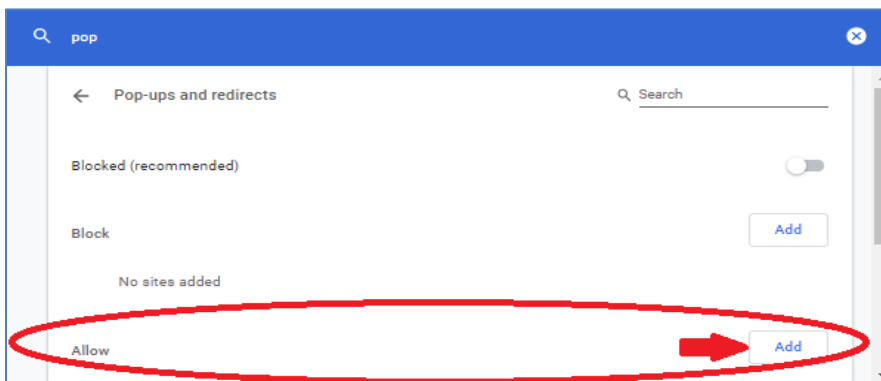 pop
Pop-ups and redirects
Search
Blocked (recommended)
Block
Add
No sites added
Allow
Add